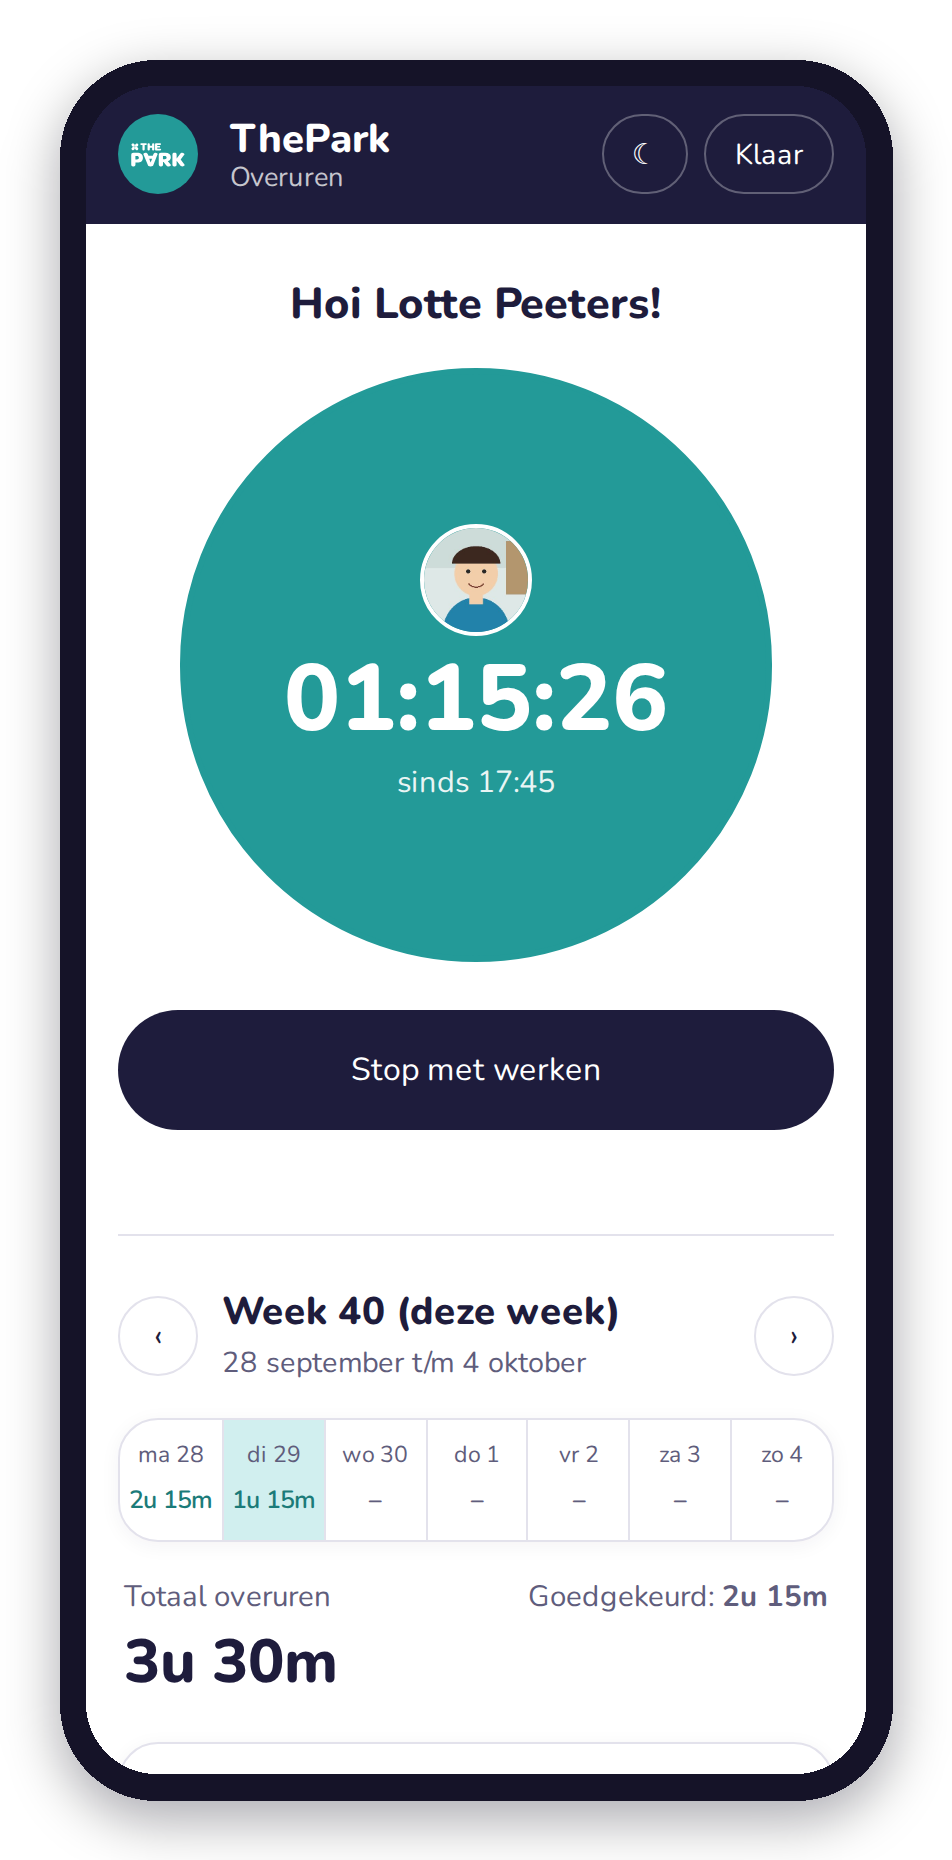 THE
PARK
ThePark
Overuren
☾
Klaar
Hoi Lotte Peeters!
01:15:26
sinds 17:45
Stop met werken
‹
Week 40 (deze week)
28 september t/m 4 oktober
›
ma 28 di 29 wo 30 do 1 vr 2 za 3 zo 4
2u 15m 1u 15m – – – – –
Totaal overuren Goedgekeurd: 2u 15m
3u 30m